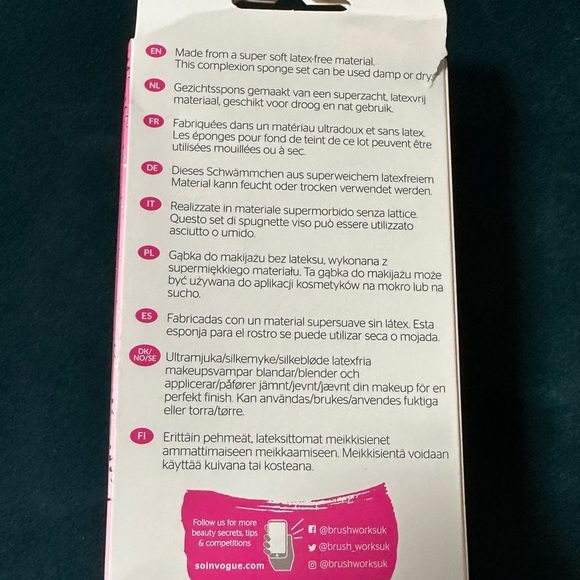 EN Made from a super soft latex-free material.
This complexion sponge set can be used damp or dry.
NL Gezichtsspons gemaakt van een superzacht, latexvrij
materiaal, geschikt voor droog en nat gebruik.
FR Fabriquées dans un matériau ultradoux et sans latex.
Les éponges pour fond de teint de ce lot peuvent être
utilisées mouillées ou à sec.
DE Dieses Schwämmchen aus superweichem latexfreiem
Material kann feucht oder trocken verwendet werden.
IT Realizzate in materiale supermorbido senza lattice.
Questo set di spugnette viso può essere utilizzato
asciutto o umido.
PL Gąbka do makijażu bez lateksu, wykonana z
supermiękkiego materiału. Ta gąbka do makijażu może
być używana do aplikacji kosmetyków na mokro lub na
sucho.
ES Fabricadas con un material supersuave sin látex. Esta
esponja para el rostro se puede utilizar seca o mojada.
DK/
NO/SE Ultramjuka/silkemyke/silkebløde latexfria
makeupsvampar blandar/blender och
applicerar/påfører jämnt/jevnt/jævnt din makeup för en
perfekt finish. Kan användas/brukes/anvendes fuktiga
eller torra/tørre.
FI Erittäin pehmeät, lateksittomat meikkisienet
ammattimaiseen meikkaamiseen. Meikkisientä voidaan
käyttää kuivana tai kosteana.
Follow us for more
beauty secrets, tips
& competitions
soinvogue.com
@brushworksuk
@brush_worksuk
@brushworksuk